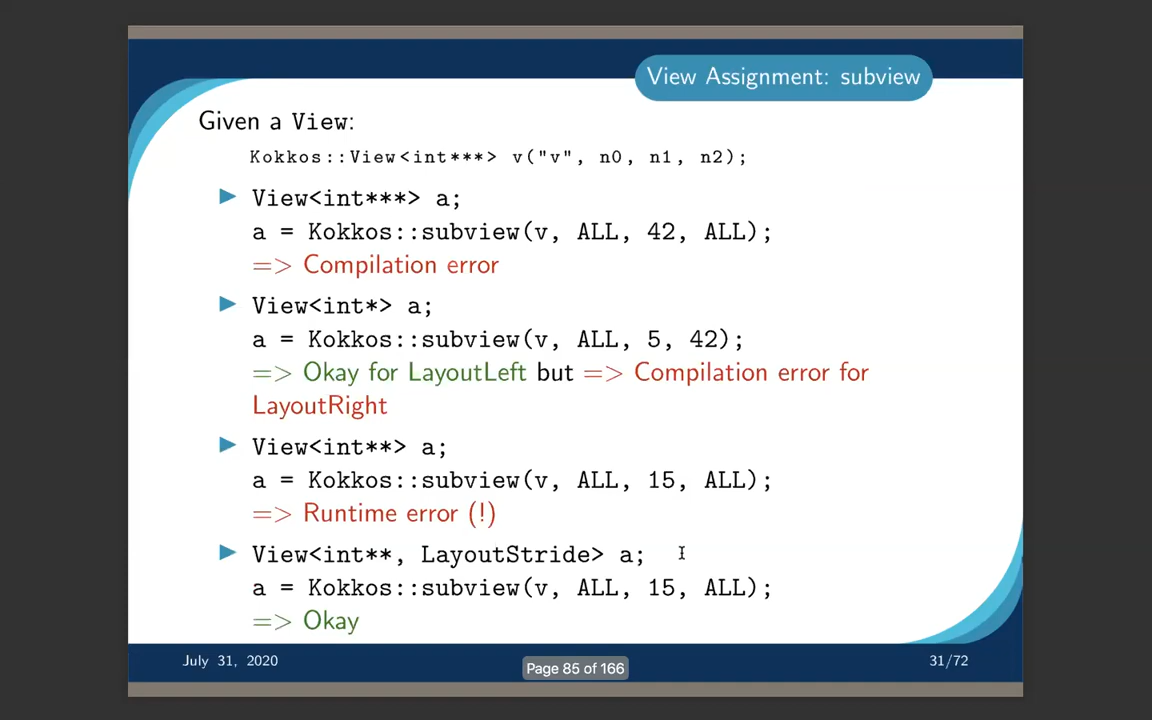 View Assignment: subview
Given a View:
Kokkos::View<int***> v("v", n0, n1, n2);
View<int***> a;
a = Kokkos::subview(v, ALL, 42, ALL);
=> Compilation error
View<int*> a;
a = Kokkos::subview(v, ALL, 5, 42);
=> Okay for LayoutLeft but => Compilation error for
LayoutRight
View<int**> a;
a = Kokkos::subview(v, ALL, 15, ALL);
=> Runtime error (!)
View<int**, LayoutStride> a;
a = Kokkos::subview(v, ALL, 15, ALL);
=> Okay
July 31, 2020
Page 85 of 166
31/72